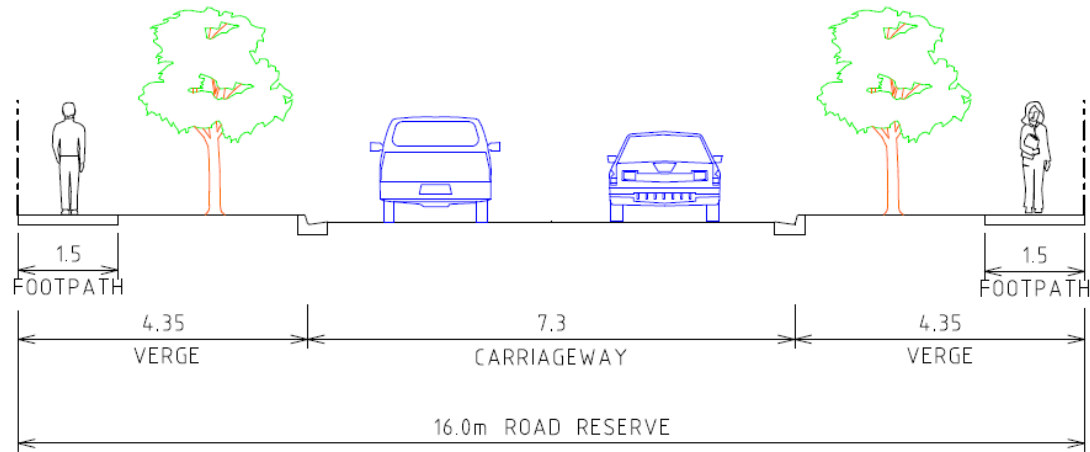 1.5
FOOTPATH
1.5
FOOTPATH
4.35
VERGE
7.3
CARRIAGEWAY
4.35
VERGE
16.0m ROAD RESERVE